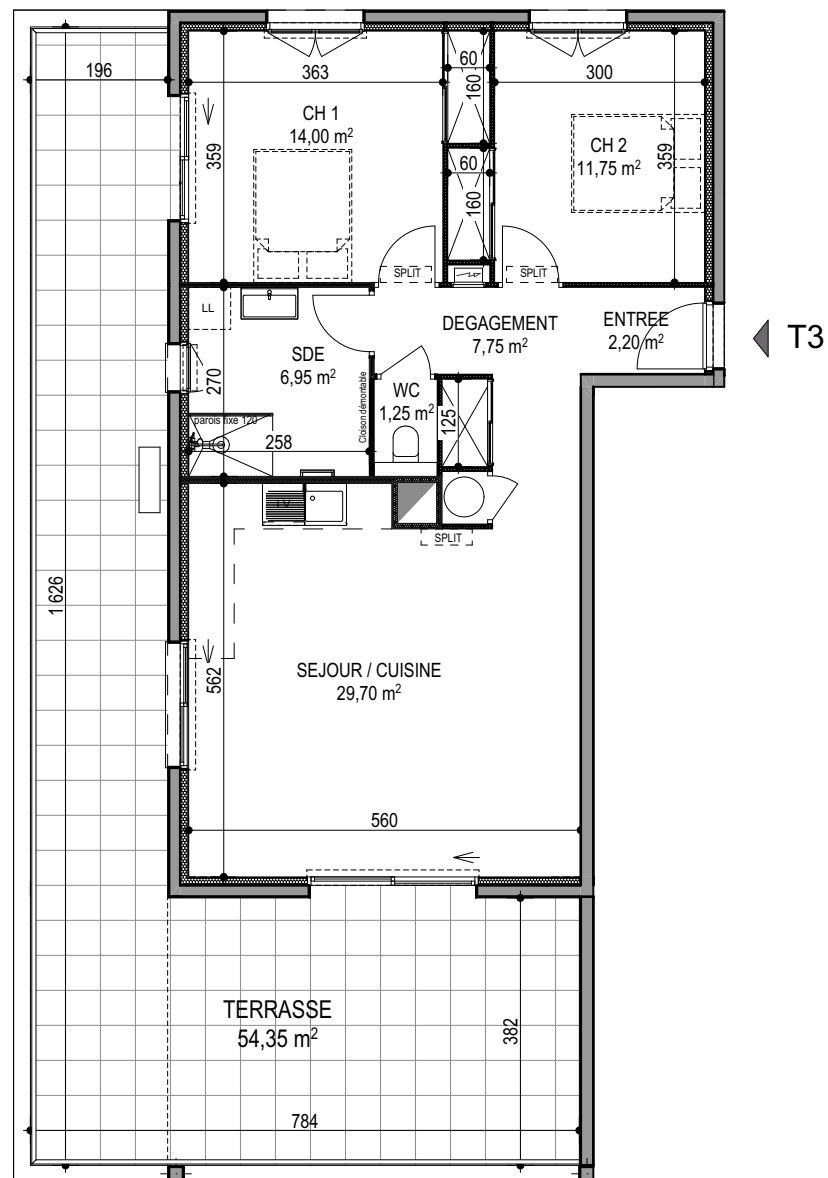 196
363
60
160
300
CH 1
14,00 m²
359
CH 2
11,75 m²
359
60
160
SPLIT
SPLIT
LL
DEGAGEMENT
7,75 m²
ENTREE
2,20 m²
T3
SDE
6,95 m²
270
WC
1,25 m²
Cloison démontable
125
parois fixe 120
258
LV
SPLIT
1 626
SEJOUR / CUISINE
29,70 m²
562
560
TERRASSE
54,35 m²
382
784